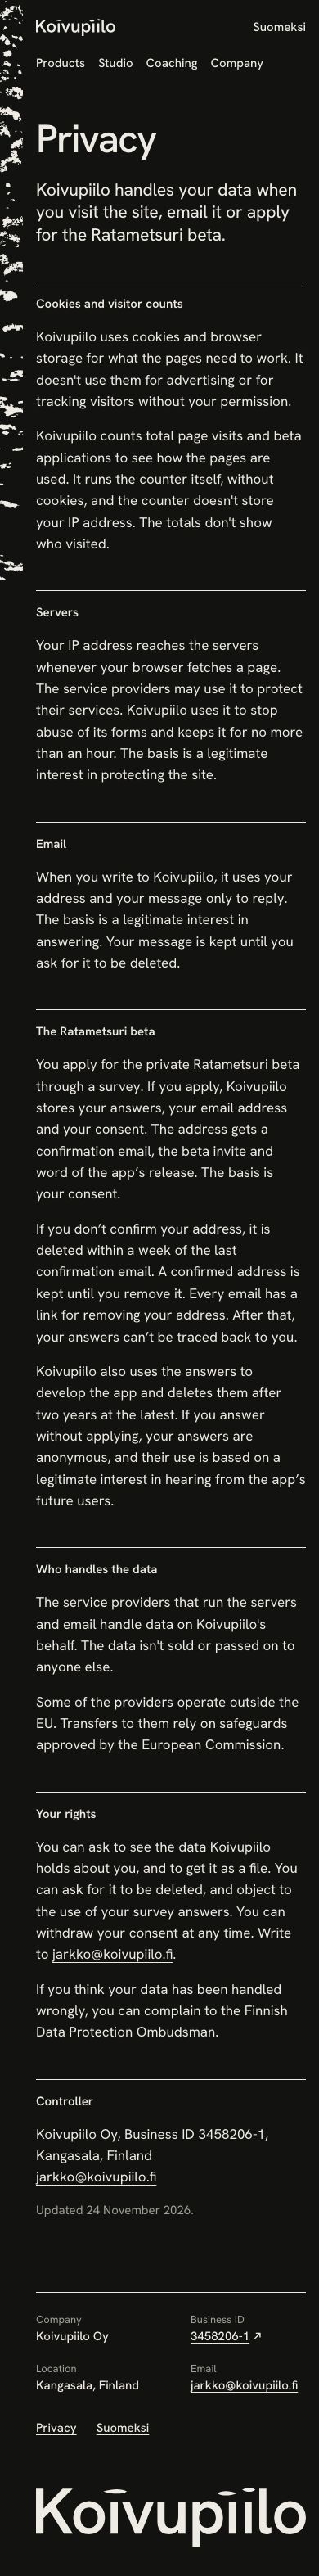 Koivupiilo
Suomeksi
Products Studio Coaching Company
Privacy
Koivupiilo handles your data when
you visit the site, email it or apply
for the Ratametsuri beta.
Cookies and visitor counts
Koivupiilo uses cookies and browser
storage for what the pages need to work. It
doesn't use them for advertising or for
tracking visitors without your permission.
Koivupiilo counts total page visits and beta
applications to see how the pages are
used. It runs the counter itself, without
cookies, and the counter doesn't store
your IP address. The totals don't show
who visited.
Servers
Your IP address reaches the servers
whenever your browser fetches a page.
The service providers may use it to protect
their services. Koivupiilo uses it to stop
abuse of its forms and keeps it for no more
than an hour. The basis is a legitimate
interest in protecting the site.
Email
When you write to Koivupiilo, it uses your
address and your message only to reply.
The basis is a legitimate interest in
answering. Your message is kept until you
ask for it to be deleted.
The Ratametsuri beta
You apply for the private Ratametsuri beta
through a survey. If you apply, Koivupiilo
stores your answers, your email address
and your consent. The address gets a
confirmation email, the beta invite and
word of the app’s release. The basis is
your consent.
If you don’t confirm your address, it is
deleted within a week of the last
confirmation email. A confirmed address is
kept until you remove it. Every email has a
link for removing your address. After that,
your answers can’t be traced back to you.
Koivupiilo also uses the answers to
develop the app and deletes them after
two years at the latest. If you answer
without applying, your answers are
anonymous, and their use is based on a
legitimate interest in hearing from the app’s
future users.
Who handles the data
The service providers that run the servers
and email handle data on Koivupiilo's
behalf. The data isn't sold or passed on to
anyone else.
Some of the providers operate outside the
EU. Transfers to them rely on safeguards
approved by the European Commission.
Your rights
You can ask to see the data Koivupiilo
holds about you, and to get it as a file. You
can ask for it to be deleted, and object to
the use of your survey answers. You can
withdraw your consent at any time. Write
to jarkko@koivupiilo.fi.
If you think your data has been handled
wrongly, you can complain to the Finnish
Data Protection Ombudsman.
Controller
Koivupiilo Oy, Business ID 3458206-1,
Kangasala, Finland
jarkko@koivupiilo.fi
Updated 24 November 2026.
Company
Koivupiilo Oy
Business ID
3458206-1 ↗
Location
Kangasala, Finland
Email
jarkko@koivupiilo.fi
Privacy Suomeksi
Koivupiilo